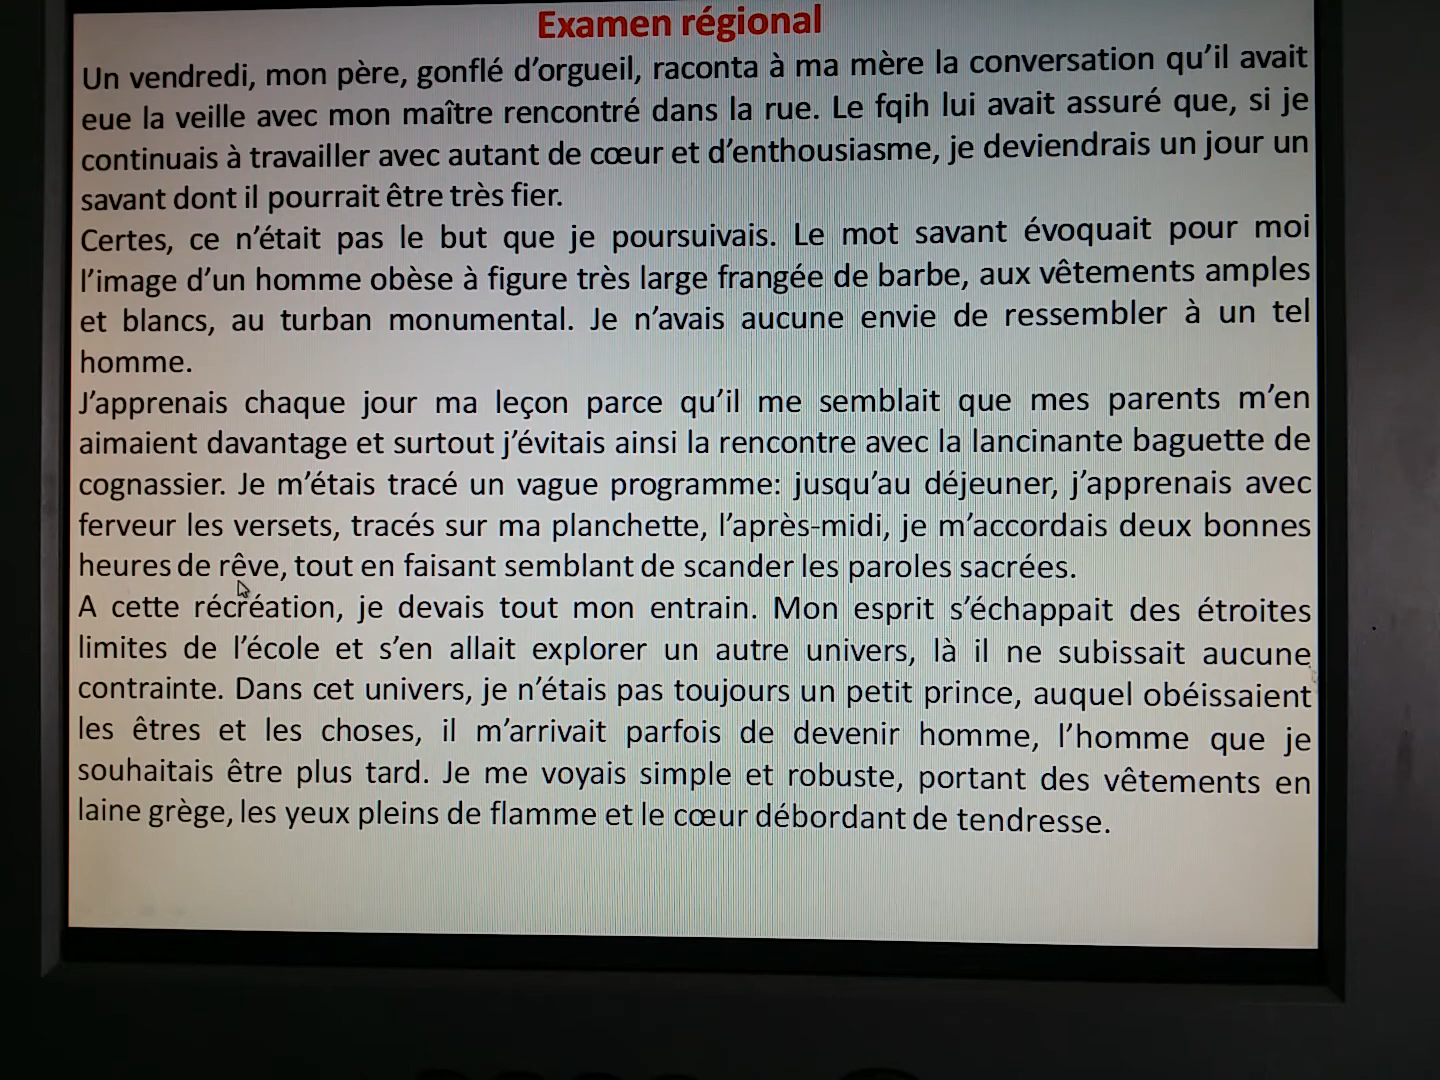 Examen régional
Un vendredi, mon père, gonflé d'orgueil, raconta à ma mère la conversation qu'il avait
eue la veille avec mon maître rencontré dans la rue. Le fqih lui avait assuré que, si je
continuais à travailler avec autant de cœur et d'enthousiasme, je deviendrais un jour un
savant dont il pourrait être très fier.
Certes, ce n'était pas le but que je poursuivais. Le mot savant évoquait pour moi
l'image d'un homme obèse à figure très large frangée de barbe, aux vêtements amples
et blancs, au turban monumental. Je n'avais aucune envie de ressembler à un tel
homme.
J'apprenais chaque jour ma leçon parce qu'il me semblait que mes parents m'en
aimaient davantage et surtout j'évitais ainsi la rencontre avec la lancinante baguette de
cognassier. Je m'étais tracé un vague programme: jusqu'au déjeuner, j'apprenais avec
ferveur les versets, tracés sur ma planchette, l'après-midi, je m'accordais deux bonnes
heures de rêve, tout en faisant semblant de scander les paroles sacrées.
A cette récréation, je devais tout mon entrain. Mon esprit s'échappait des étroites
limites de l'école et s'en allait explorer un autre univers, là il ne subissait aucune
contrainte. Dans cet univers, je n'étais pas toujours un petit prince, auquel obéissaient
les êtres et les choses, il m'arrivait parfois de devenir homme, l'homme que je
souhaitais être plus tard. Je me voyais simple et robuste, portant des vêtements en
laine grège, les yeux pleins de flamme et le cœur débordant de tendresse.